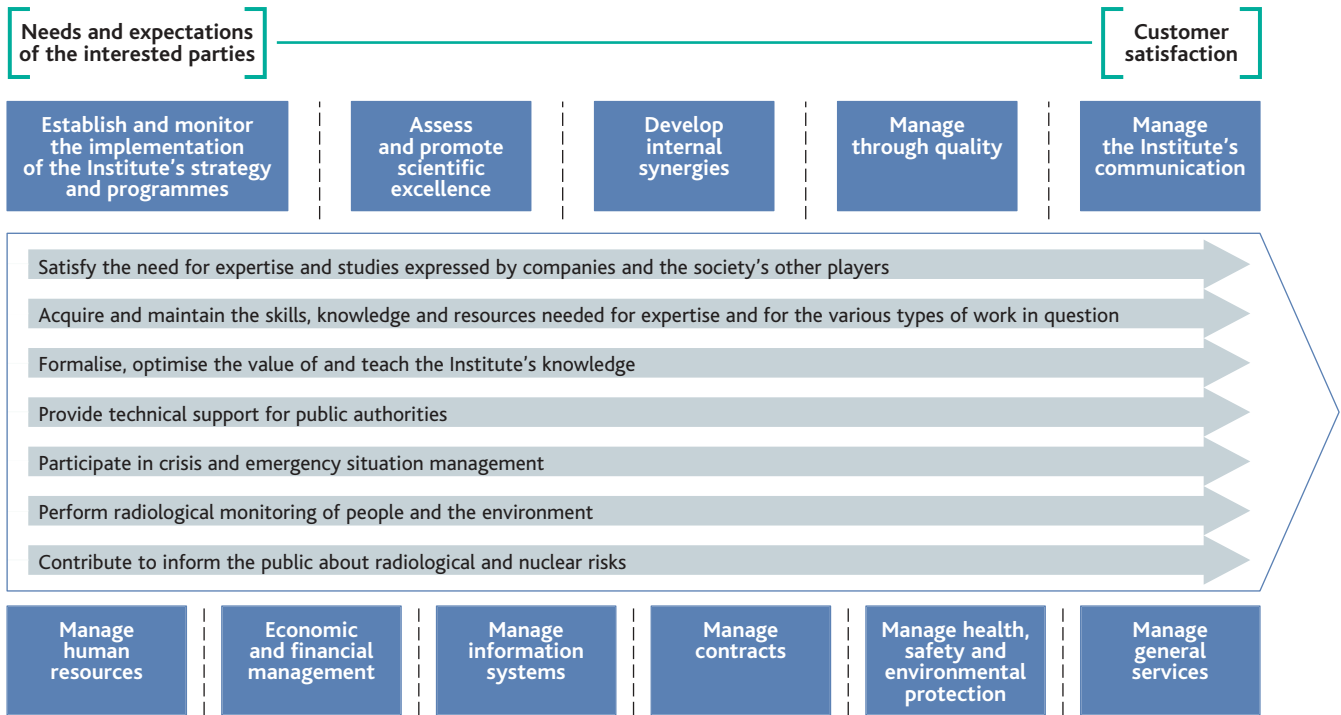 Needs and expectations
of the interested parties
Customer
satisfaction
Establish and monitor
the implementation
of the Institute's strategy
and programmes
Assess
and promote
scientific
excellence
Develop
internal
synergies
Manage
through quality
Manage
the Institute's
communication
Satisfy the need for expertise and studies expressed by companies and the society's other players
Acquire and maintain the skills, knowledge and resources needed for expertise and for the various types of work in question
Formalise, optimise the value of and teach the Institute's knowledge
Provide technical support for public authorities
Participate in crisis and emergency situation management
Perform radiological monitoring of people and the environment
Contribute to inform the public about radiological and nuclear risks
Manage
human
resources
Economic
and financial
management
Manage
information
systems
Manage
contracts
Manage health,
safety and
environmental
protection
Manage
general
services